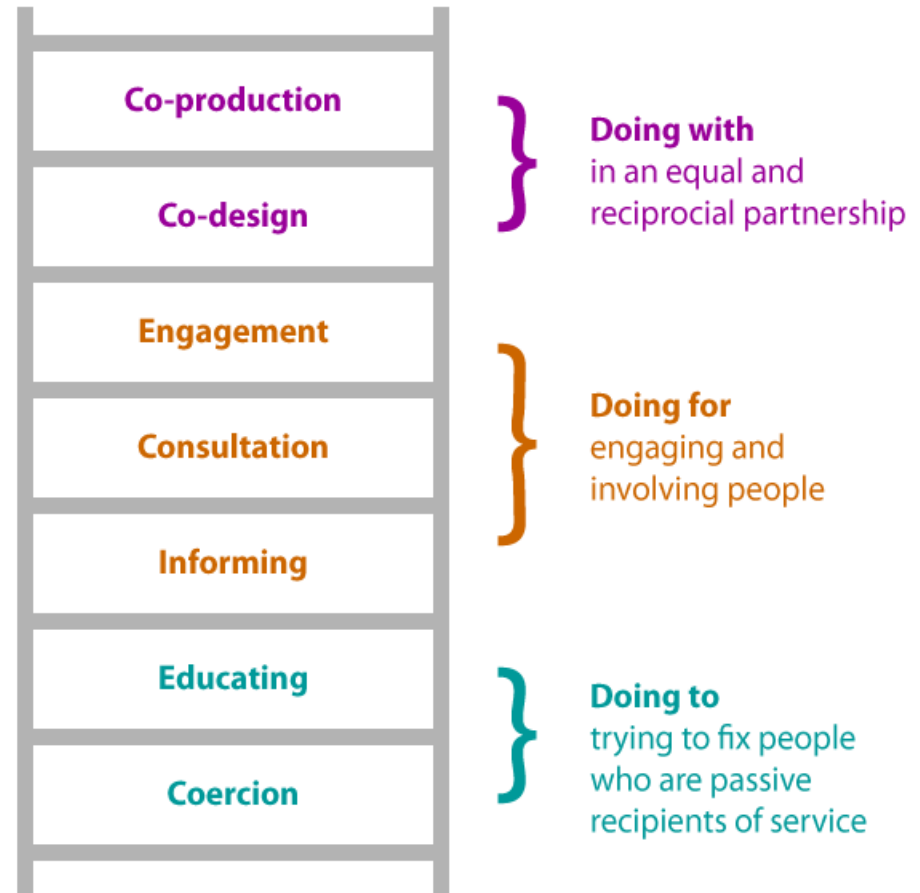 Co-production
Co-design
Doing with
in an equal and
reciprocial partnership
Engagement
Consultation
Informing
Doing for
engaging and
involving people
Educating
Coercion
Doing to
trying to fix people
who are passive
recipients of service